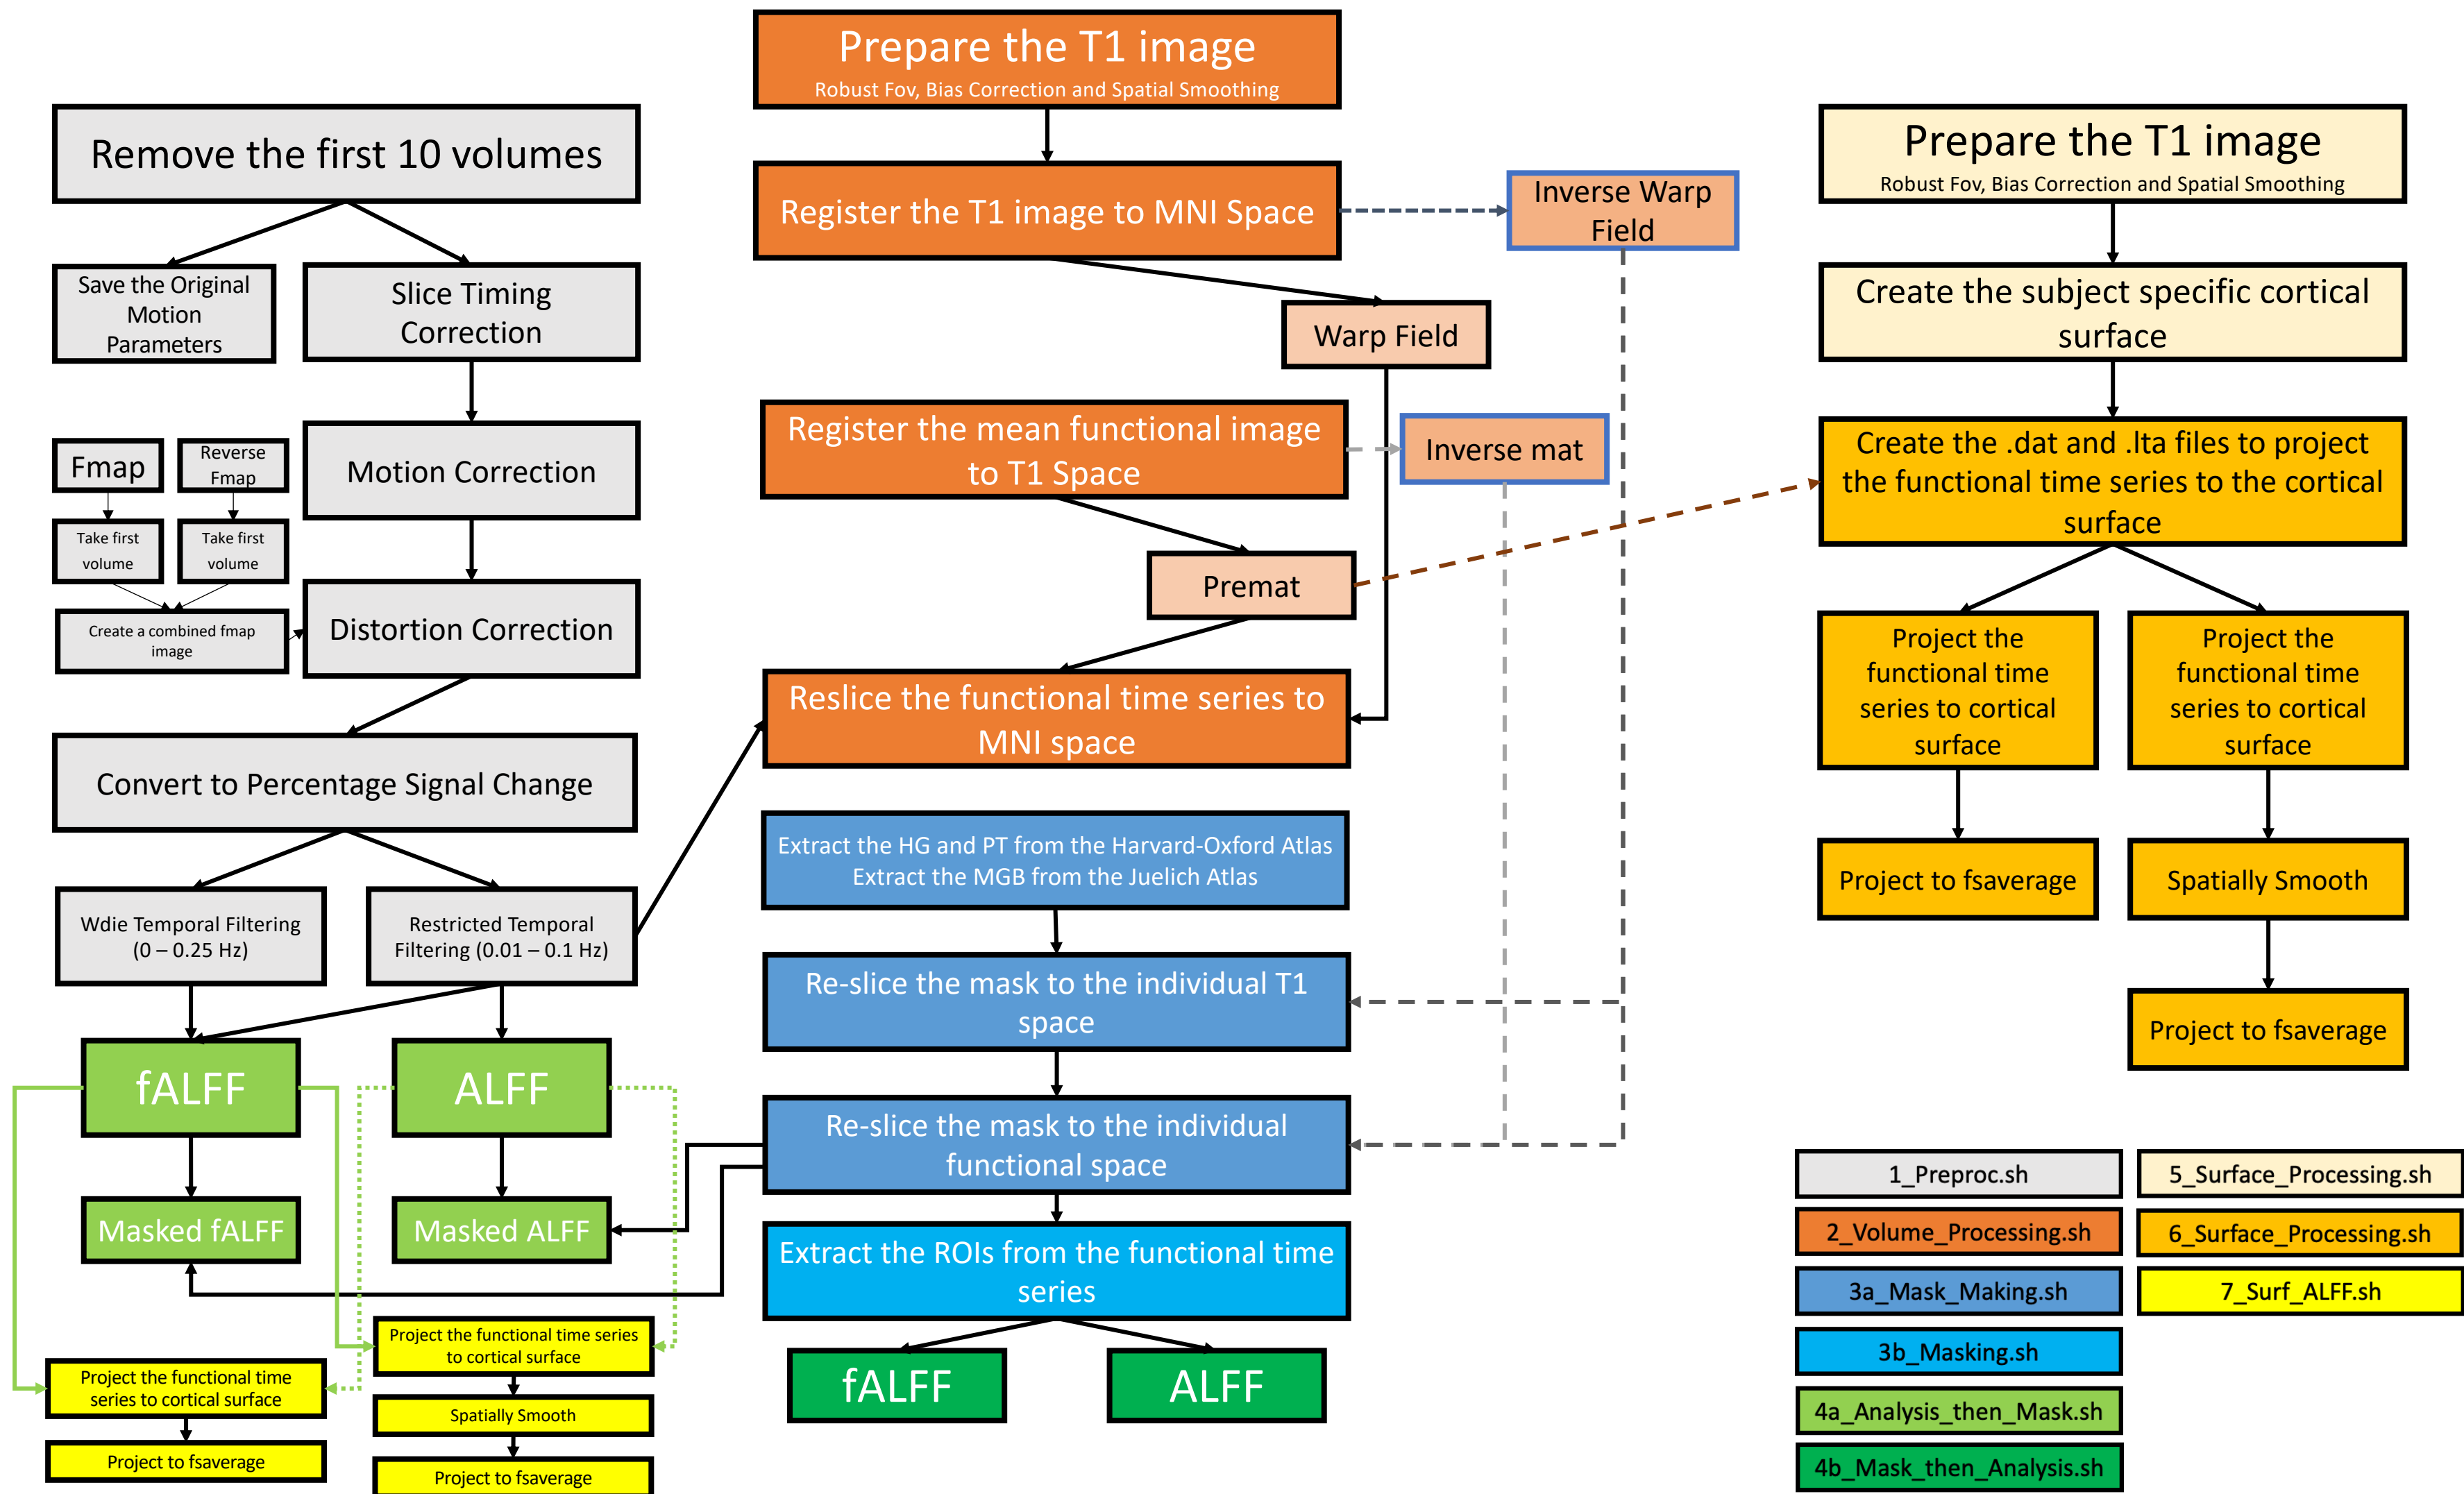 Remove the first 10 volumes
Save the Original
Motion
Parameters
Slice Timing
Correction
Fmap
Reverse
Fmap
Motion Correction
Take first
volume
Take first
volume
Create a combined fmap
image
Distortion Correction
Convert to Percentage Signal Change
Wdie Temporal Filtering
(0 – 0.25 Hz)
Restricted Temporal
Filtering (0.01 – 0.1 Hz)
fALFF
ALFF
Masked fALFF
Masked ALFF
Project the functional time series
to cortical surface
Project the functional time
series to cortical surface
Spatially Smooth
Project to fsaverage
Project to fsaverage
Prepare the T1 image
Robust Fov, Bias Correction and Spatial Smoothing
Register the T1 image to MNI Space
Inverse Warp
Field
Warp Field
Register the mean functional image
to T1 Space
Inverse mat
Premat
Reslice the functional time series to
MNI space
Extract the HG and PT from the Harvard-Oxford Atlas
Extract the MGB from the Juelich Atlas
Re-slice the mask to the individual T1
space
Re-slice the mask to the individual
functional space
Extract the ROIs from the functional time
series
fALFF
ALFF
Prepare the T1 image
Robust Fov, Bias Correction and Spatial Smoothing
Create the subject specific cortical
surface
Create the .dat and .lta files to project
the functional time series to the cortical
surface
Project the
functional time
series to cortical
surface
Project the
functional time
series to cortical
surface
Project to fsaverage
Spatially Smooth
Project to fsaverage
1_Preproc.sh
2_Volume_Processing.sh
3a_Mask_Making.sh
3b_Masking.sh
4a_Analysis_then_Mask.sh
4b_Mask_then_Analysis.sh
5_Surface_Processing.sh
6_Surface_Processing.sh
7_Surf_ALFF.sh